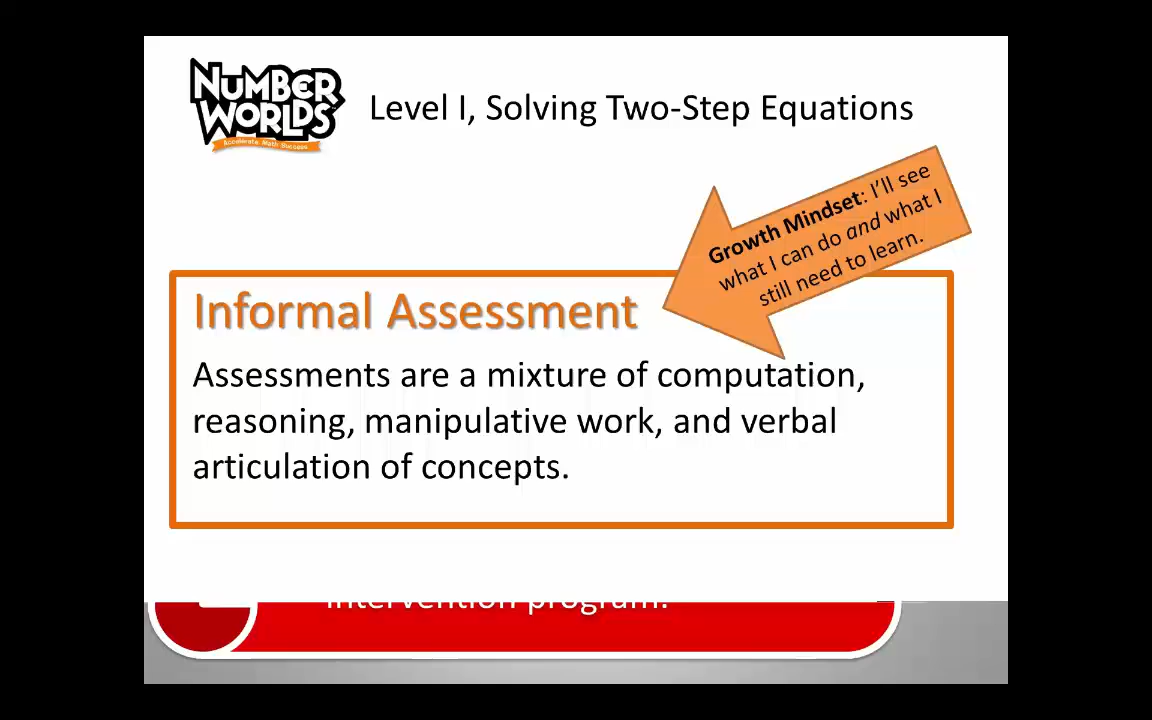 NUMBER
WORLDS
Accelerate Math Success
Level I, Solving Two-Step Equations
Growth Mindset: I'll see
what I can do and what I
still need to learn.
Informal Assessment
Assessments are a mixture of computation,
reasoning, manipulative work, and verbal
articulation of concepts.
intervention program.